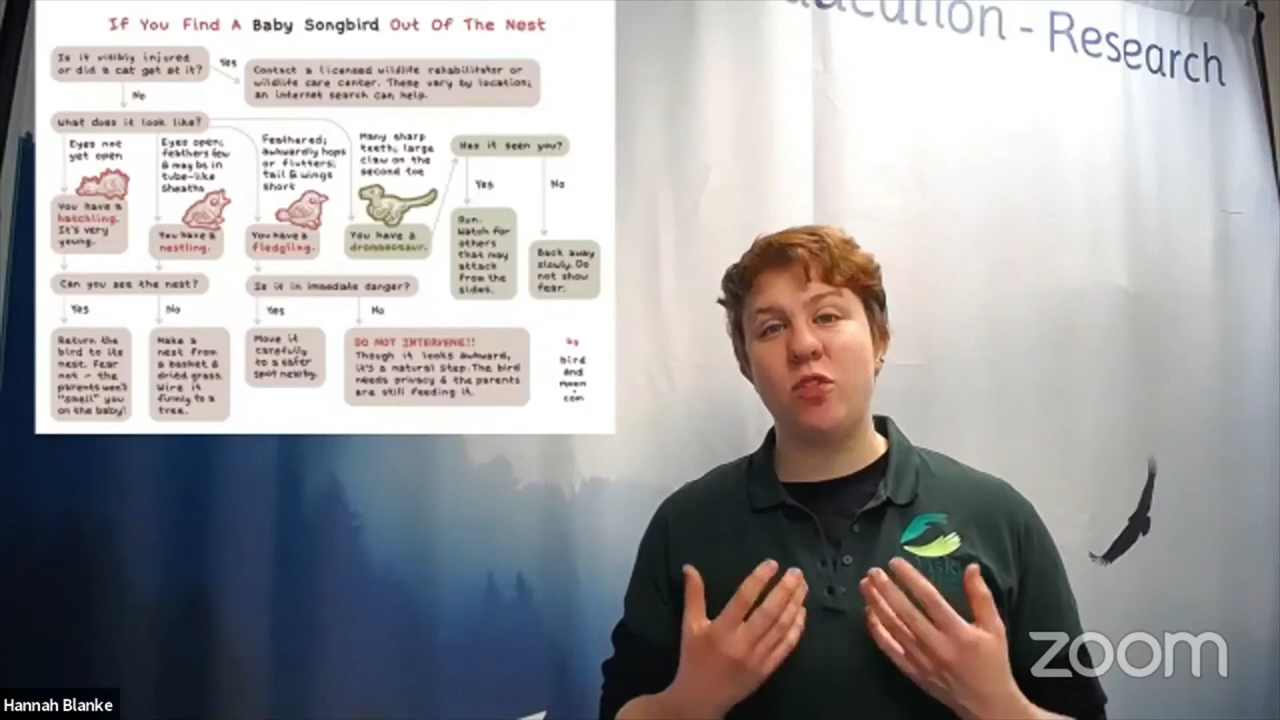 If You Find A Baby Songbird Out Of The Nest
Is it visibly injured
or did a cat get at it?
Yes
Contact a licensed wildlife rehabilitator or
wildlife care center. These vary by location;
an internet search can help.
No
What does it look like?
Eyes not
yet open
Eyes open;
feathers few
& may be in
tube-like
sheaths
Feathered;
awkwardly hops
or flutters;
tail & wings
short
Many sharp
teeth; large
claw on the
second toe
Has it seen you?
Yes
No
You have a
hatchling.
It's very
young.
You have a
nestling.
You have a
fledgling.
You have a
dromaeosaur.
Run.
Watch for
others
that may
attack
from the
sides.
Back away
slowly. Do
not show
fear.
Can you see the nest?
Is it in immediate danger?
Yes
No
Yes
No
Return the
bird to its
nest. Fear
not - the
parents won't
"smell" you
on the baby!
Make a
nest from
a basket &
dried grass.
Wire it
firmly to a
tree.
Move it
carefully
to a safer
spot nearby.
DO NOT INTERVENE!!
Though it looks awkward,
it's a natural step. The bird
needs privacy & the parents
are still feeding it.
by
bird
and
moon
.
com
ducation - Research
zoom
Hannah Blanke